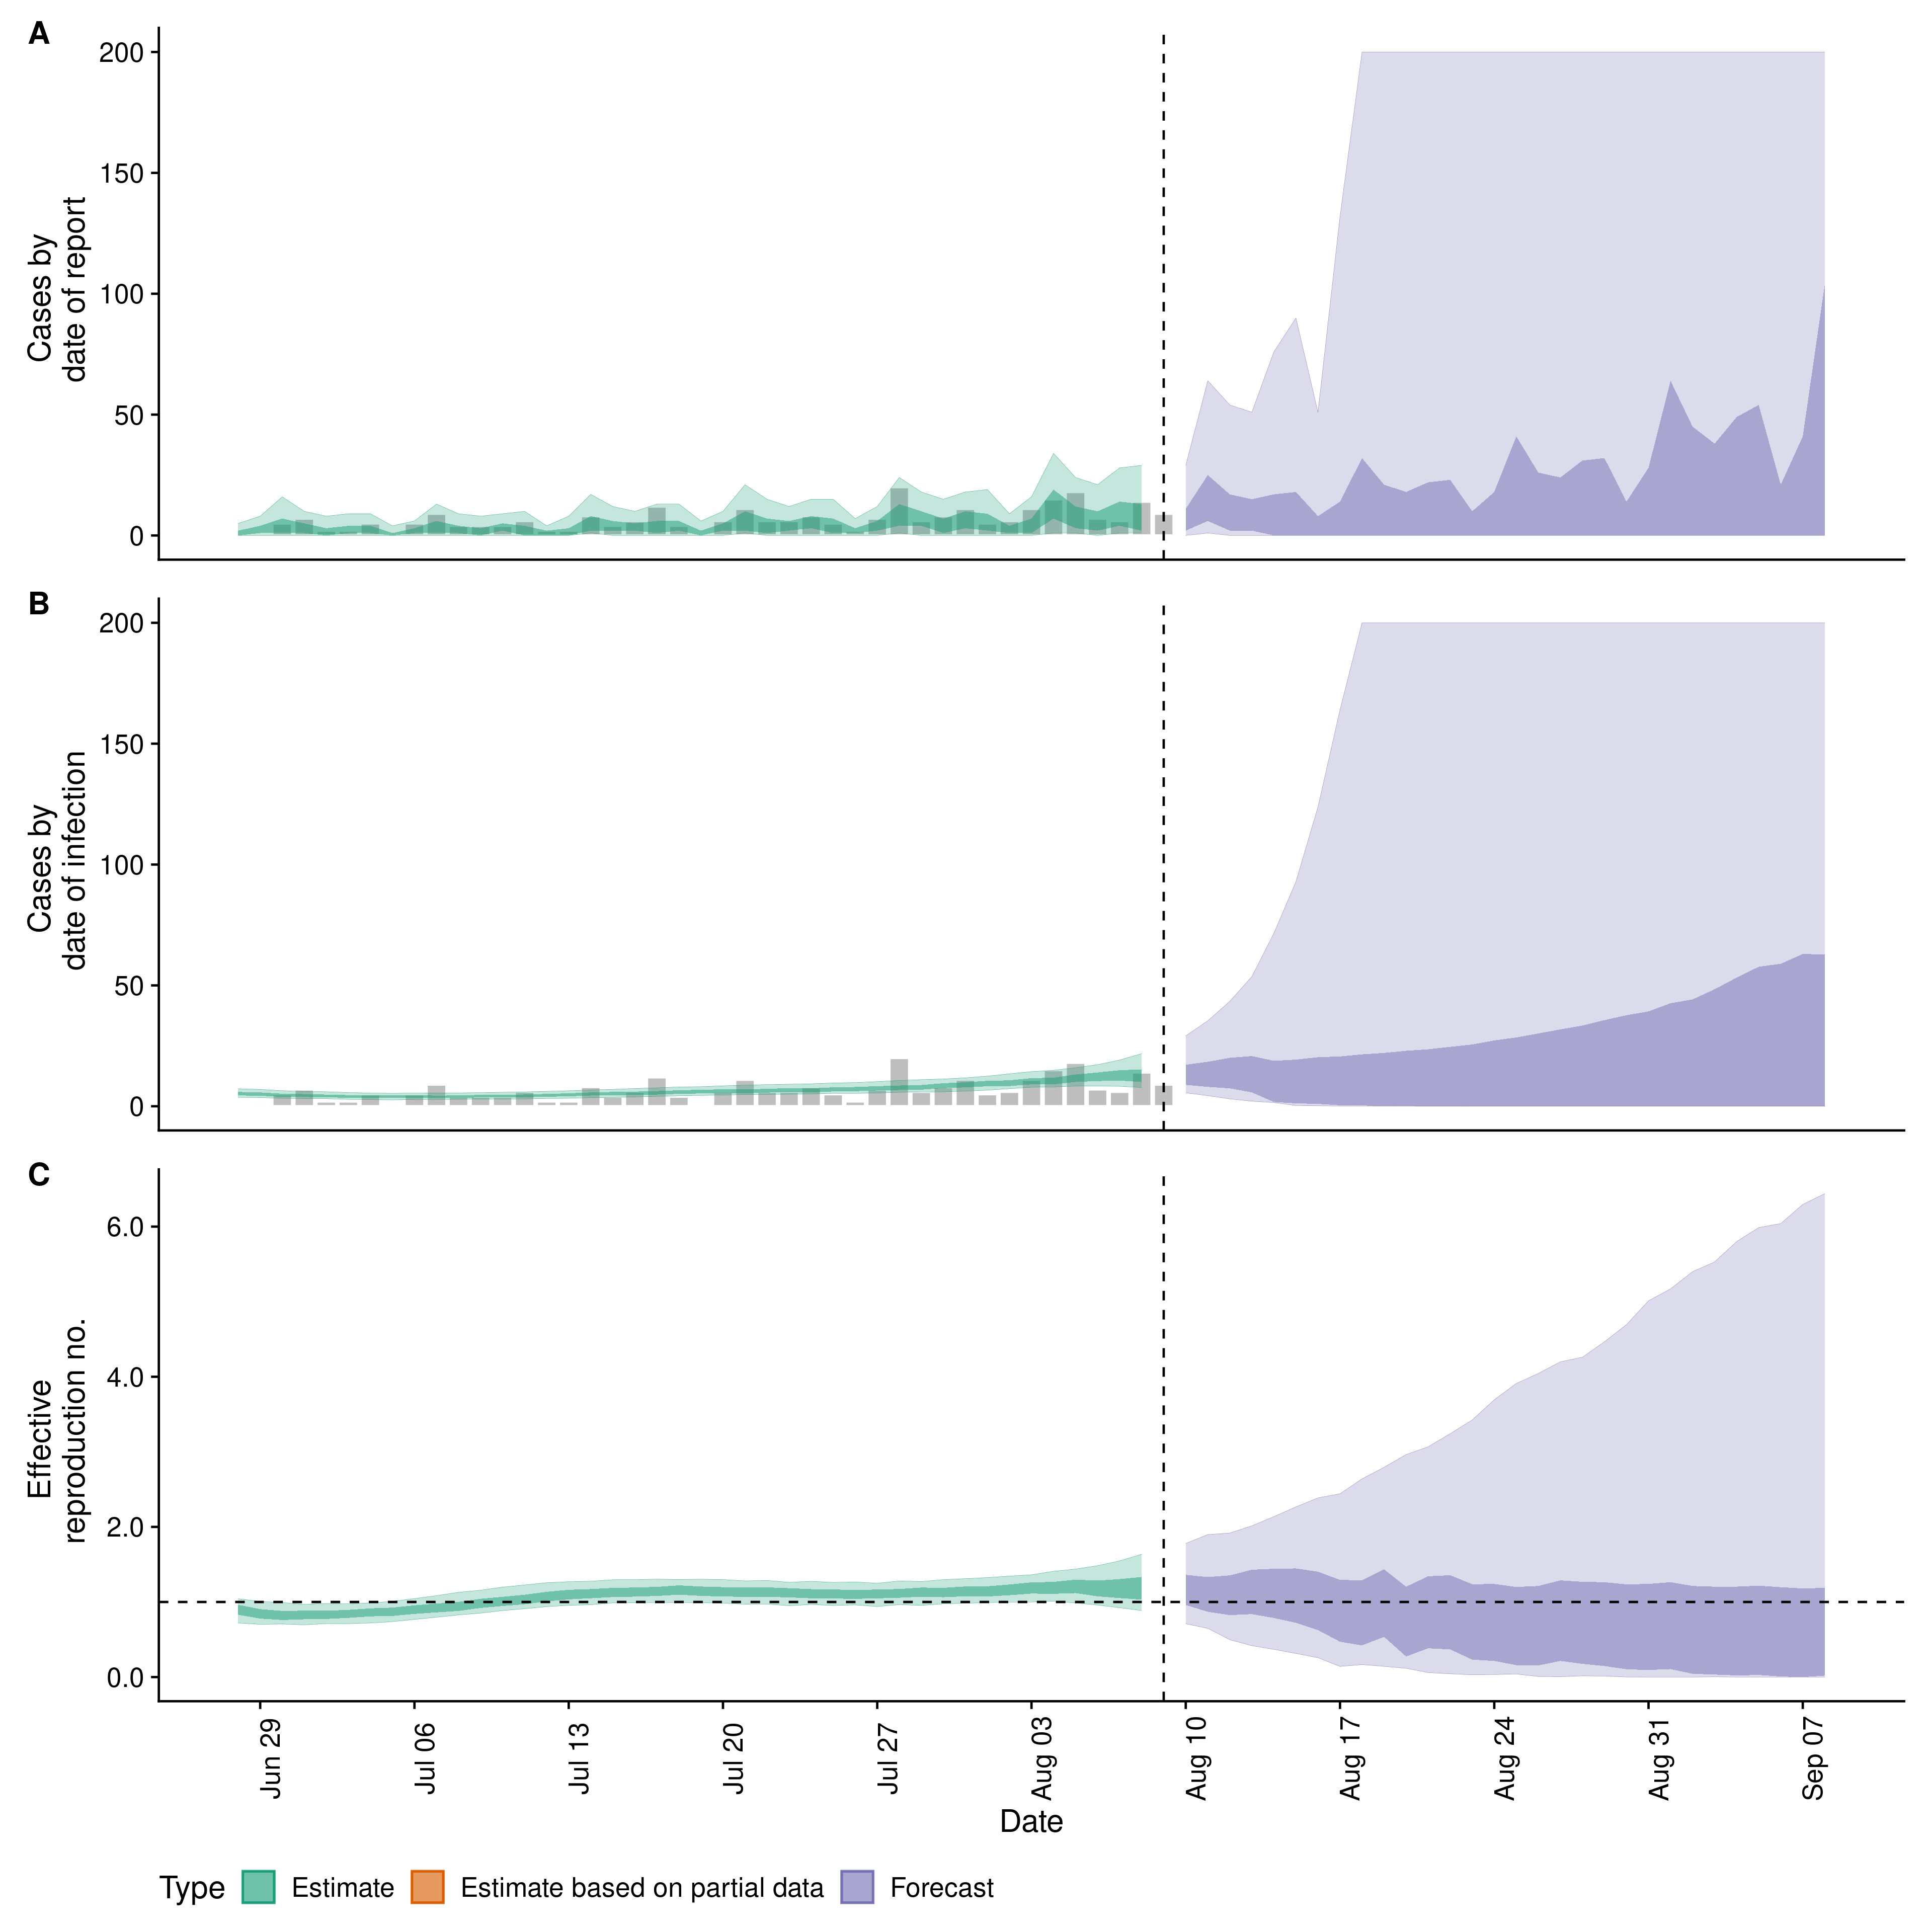 A
Cases by
date of report
200
150
100
50
0
B
Cases by
date of infection
200
150
100
50
0
C
Effective
reproduction no.
6.0
4.0
2.0
0.0
Jun 29
Jul 06
Jul 13
Jul 20
Jul 27
Aug 03
Aug 10
Aug 17
Aug 24
Aug 31
Sep 07
Date
Type Estimate Estimate based on partial data Forecast